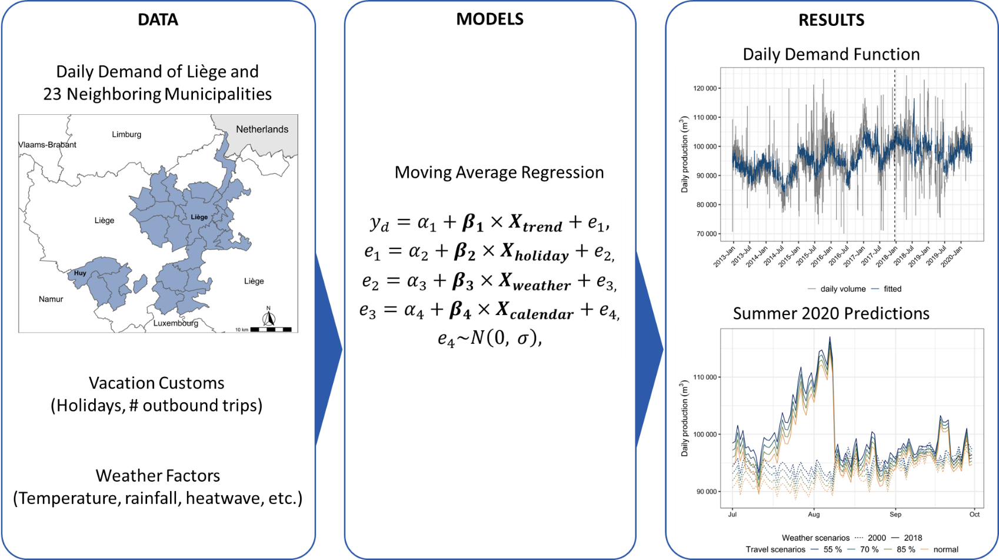 DATA
Daily Demand of Liège and
23 Neighboring Municipalities
Netherlands
Limburg
Vlaams-Brabant
Liège
Liège
Huy
Liège
Namur
Luxembourg
N
10 km
Vacation Customs
(Holidays, # outbound trips)
Weather Factors
(Temperature, rainfall, heatwave, etc.)
MODELS
Moving Average Regression
y_d = α_1 + β_1 × X_trend + e_1,
e_1 = α_2 + β_2 × X_holiday + e_2,
e_2 = α_3 + β_3 × X_weather + e_3,
e_3 = α_4 + β_4 × X_calendar + e_4,
e_4~N(0, σ),
RESULTS
Daily Demand Function
Daily production (m³)
120 000
110 000
100 000
90 000
80 000
70 000
2013-Jan
2013-Jul
2014-Jan
2014-Jul
2015-Jan
2015-Jul
2016-Jan
2016-Jul
2017-Jan
2017-Jul
2018-Jan
2018-Jul
2019-Jan
2019-Jul
2020-Jan
daily volume fitted
Summer 2020 Predictions
Daily production (m³)
110 000
100 000
90 000
Jul Aug Sep Oct
Weather scenarios 2000 2018
Travel scenarios 55 % 70 % 85 % normal